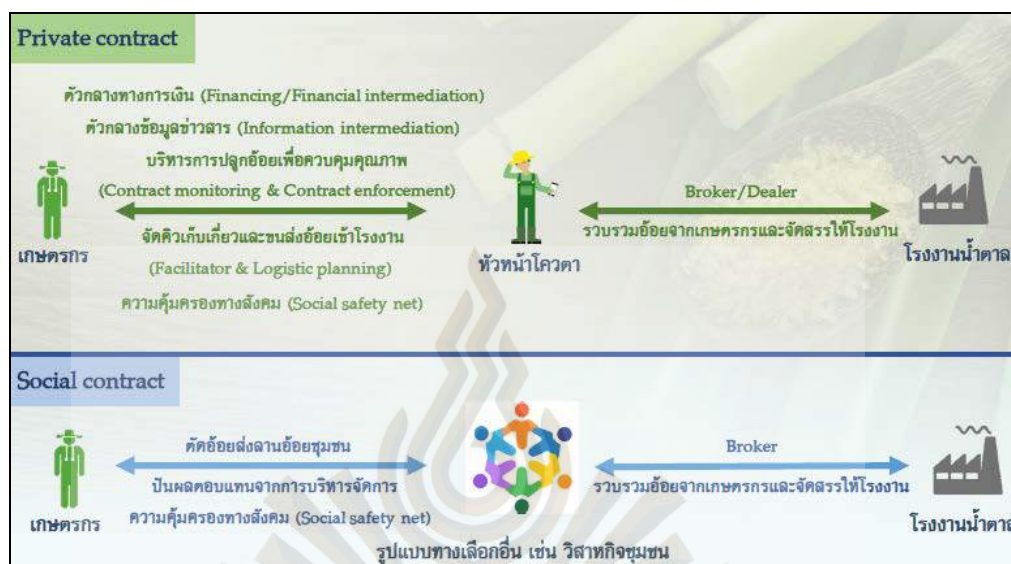 Private contract
ตัวกลางทางการเงิน (Financing/Financial intermediation)
ตัวกลางข้อมูลข่าวสาร (Information intermediation)
บริหารการปลูกอ้อยเพื่อควบคุมคุณภาพ
(Contract monitoring & Contract enforcement)
จัดคิวเก็บเกี่ยวและขนส่งอ้อยเข้าโรงงาน
(Facilitator & Logistic planning)
ความคุ้มครองทางสังคม (Social safety net)
เกษตรกร
หัวหน้าโควตา
Broker/Dealer
รวบรวมอ้อยจากเกษตรกรและจัดสรรให้โรงงาน
โรงงานน้ำตาล
Social contract
ตัดอ้อยส่งลานอ้อยชุมชน
ปันผลตอบแทนจากการบริหารจัดการ
ความคุ้มครองทางสังคม (Social safety net)
เกษตรกร
รูปแบบทางเลือกอื่น เช่น วิสาหกิจชุมชน
Broker
รวบรวมอ้อยจากเกษตรกรและจัดสรรให้โรงงาน
โรงงานน้ำตาล